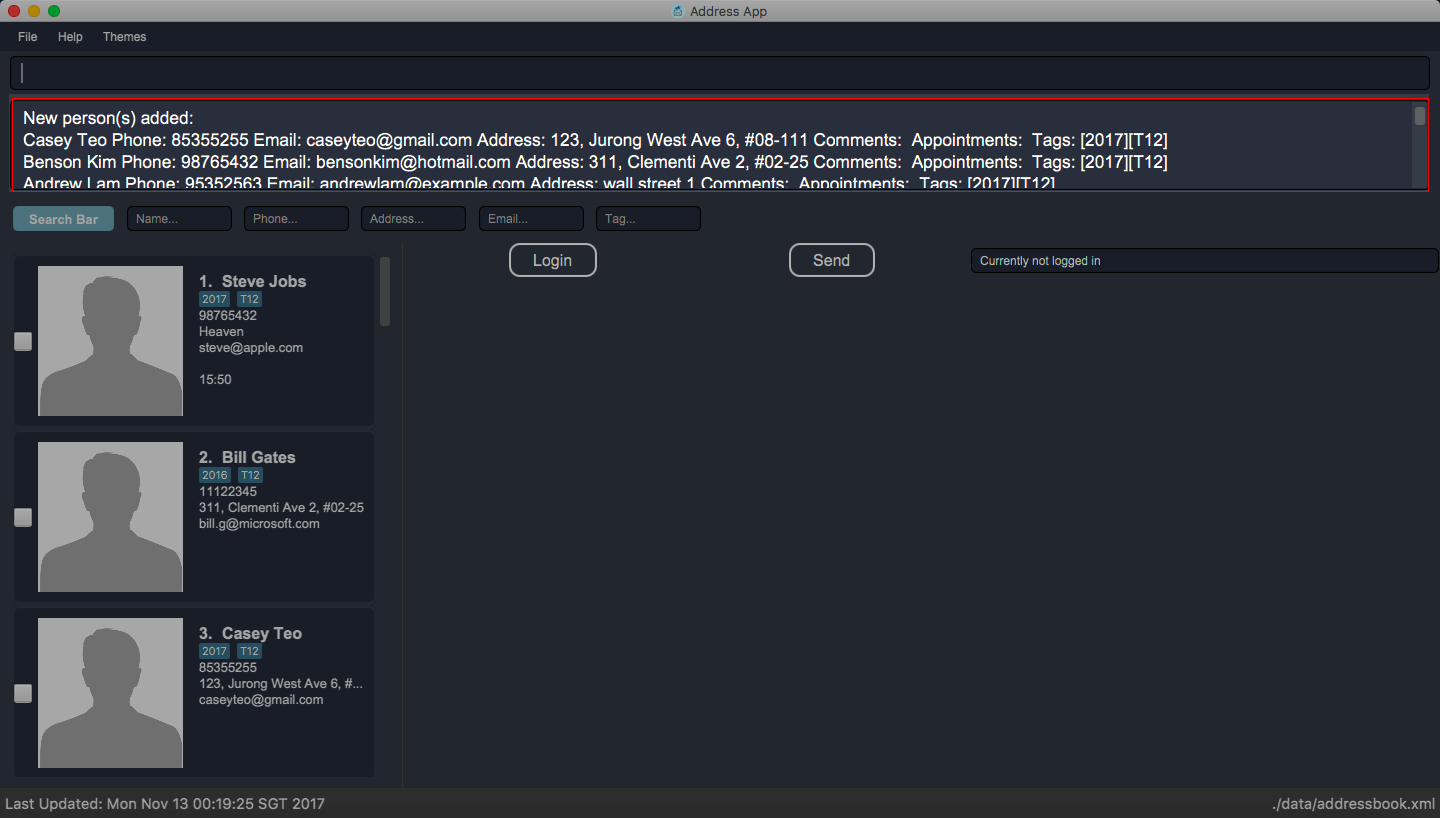 Address App
File Help Themes
New person(s) added:
Casey Teo Phone: 85355255 Email: caseyteo@gmail.com Address: 123, Jurong West Ave 6, #08-111 Comments: Appointments: Tags: [2017][T12]
Benson Kim Phone: 98765432 Email: bensonkim@hotmail.com Address: 311, Clementi Ave 2, #02-25 Comments: Appointments: Tags: [2017][T12]
Andrew Lam Phone: 95352563 Email: andrewlam@example.com Address: wall street 1 Comments: Appointments: Tags: [2017][T12]
Search Bar Name... Phone... Address... Email... Tag...
Login Send Currently not logged in
1. Steve Jobs
2017 T12
98765432
Heaven
steve@apple.com
15:50
2. Bill Gates
2016 T12
11122345
311, Clementi Ave 2, #02-25
bill.g@microsoft.com
3. Casey Teo
2017 T12
85355255
123, Jurong West Ave 6, #...
caseyteo@gmail.com
Last Updated: Mon Nov 13 00:19:25 SGT 2017 ./data/addressbook.xml